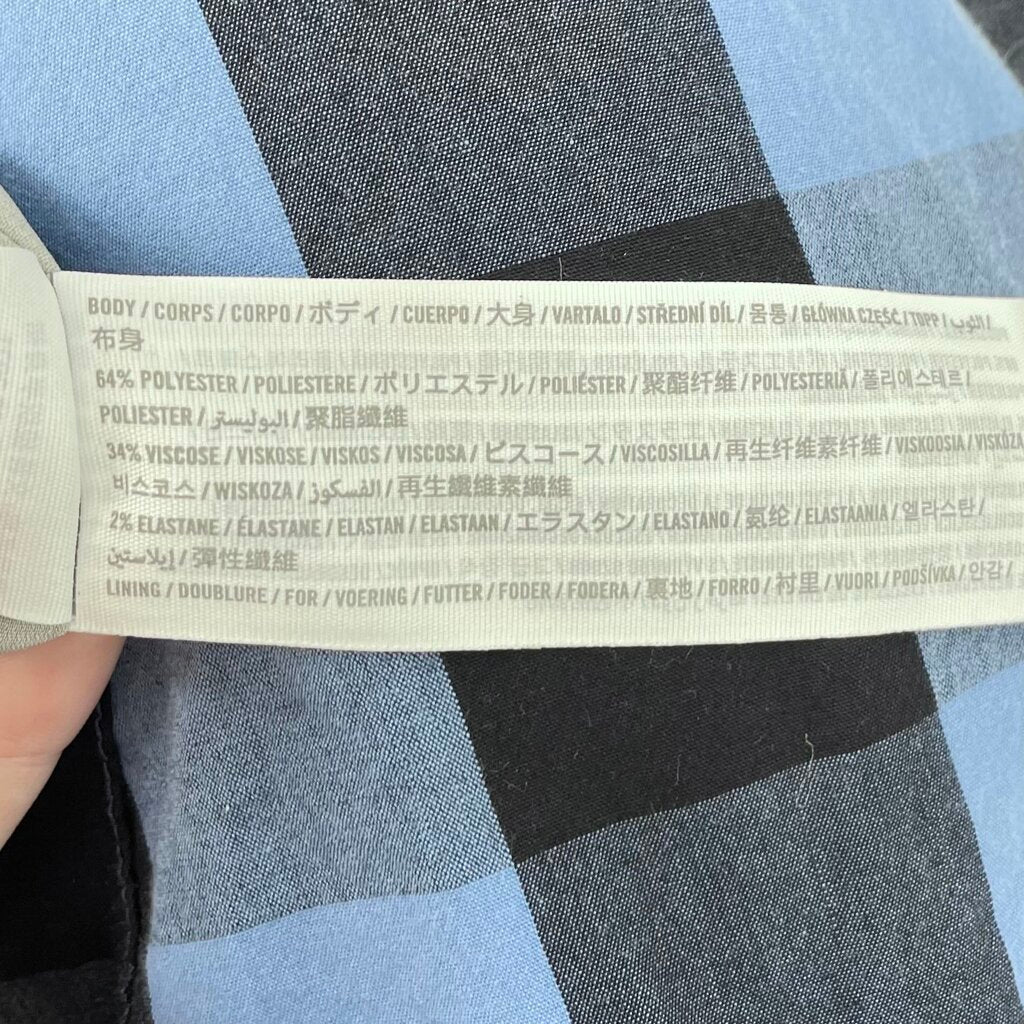 BODY / CORPS / CORPO / ボディ / CUERPO / 大身 / VARTALO / STŘEDNÍ DÍL / 몸통 / GŁÓWNA CZĘŚĆ / TOPP / الثوب /
布身
64% POLYESTER / POLIESTERE / ポリエステル / POLIÉSTER / 聚酯纤维 / POLYESTERIÄ / 폴리에스테르 /
POLIESTER / البوليستر / 聚脂纖維
34% VISCOSE / VISKOSE / VISKOS / VISCOSA / ビスコース / VISCOSILLA / 再生纤维素纤维 / VISKOOSIA / VISKÓZA
비스코스 / WISKOZA / الفسكوز / 再生纖維素纖維
2% ELASTANE / ÉLASTANE / ELASTAN / ELASTAAN / エラスタン / ELASTANO / 氨纶 / ELASTAANIA / 엘라스탄 /
إيلاستين / 彈性纖維
LINING / DOUBLURE / FOR / VOERING / FUTTER / FODER / FODERA / 裏地 / FORRO / 衬里 / VUORI / PODŠÍVKA / 안감 /